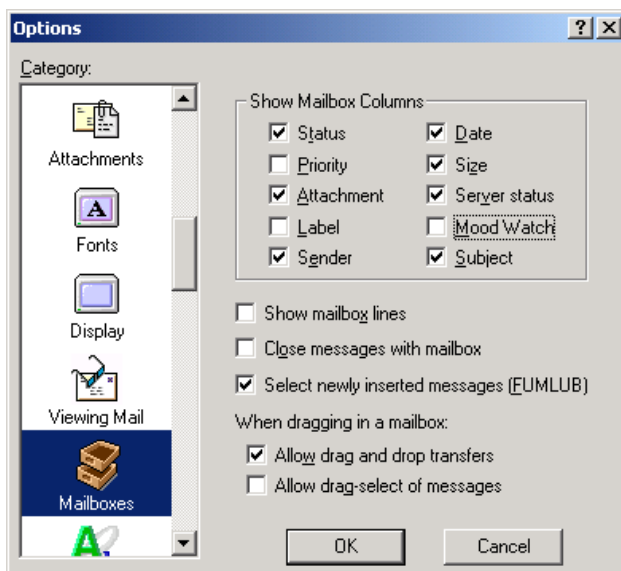 Options
Category:
Attachments
Fonts
Display
Viewing Mail
Mailboxes
Show Mailbox Columns
Status
Date
Priority
Size
Attachment
Server status
Label
Mood Watch
Sender
Subject
Show mailbox lines
Close messages with mailbox
Select newly inserted messages (FUMLUB)
When dragging in a mailbox:
Allow drag and drop transfers
Allow drag-select of messages
OK
Cancel